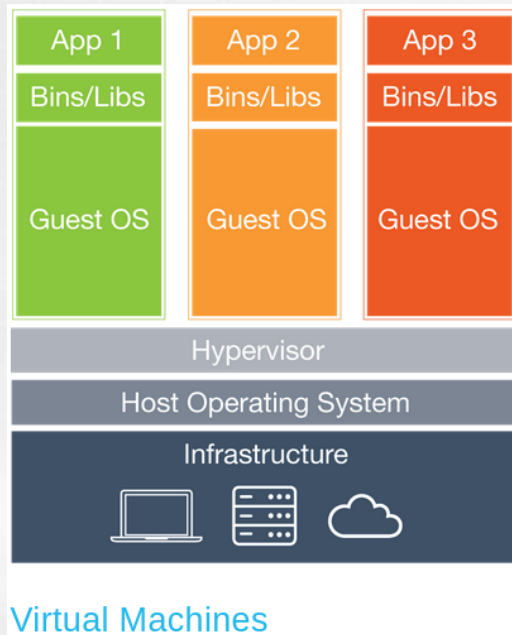 App 1
App 2
App 3
Bins/Libs
Bins/Libs
Bins/Libs
Guest OS
Guest OS
Guest OS
Hypervisor
Host Operating System
Infrastructure
Virtual Machines